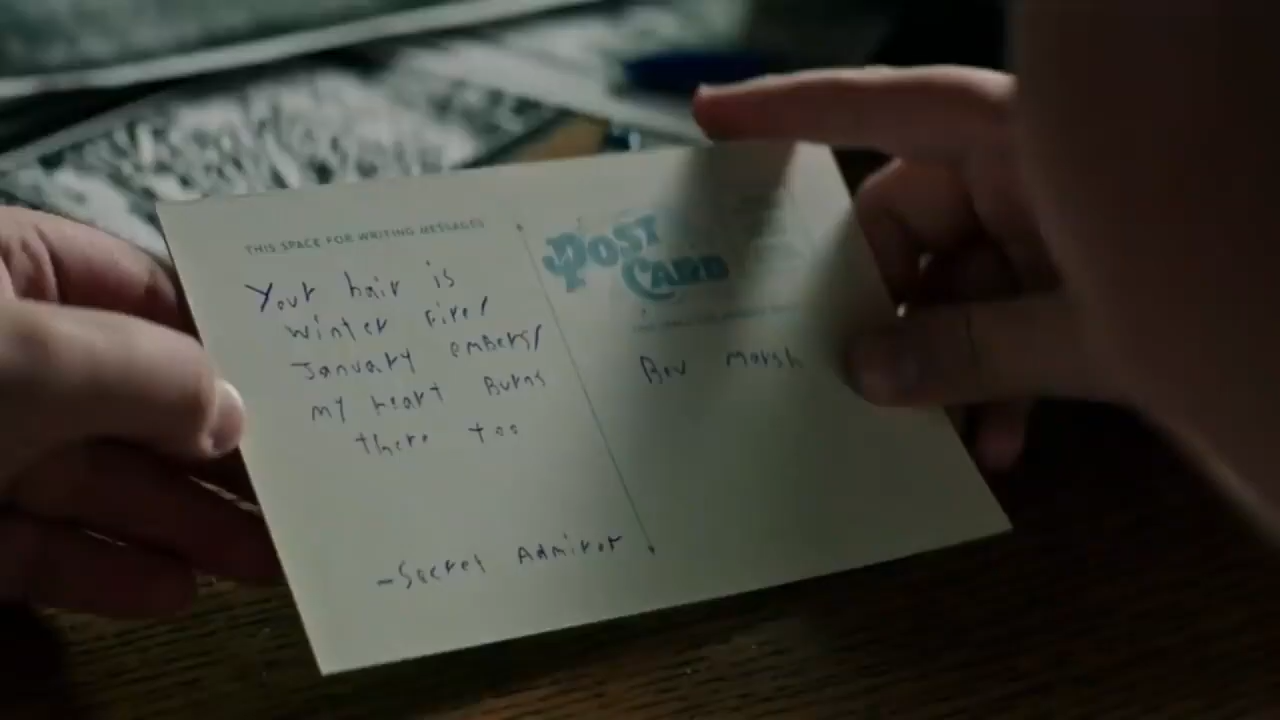 THIS SPACE FOR WRITING MESSAGES
Your hair is
winter fire/
January embers/
my heart Burns
there too
-Secret Admirer
POST
CARD
Bev Marsh